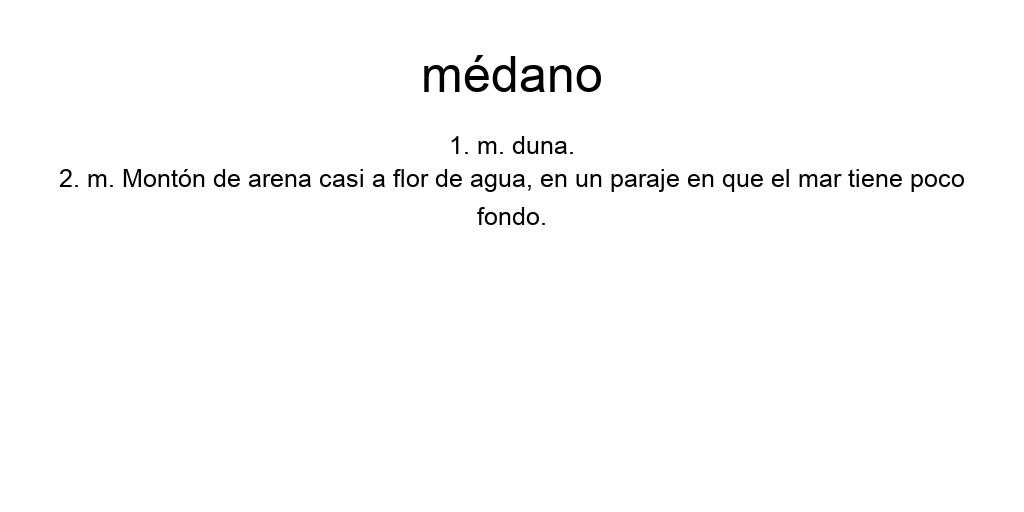 médano
1. m. duna.
2. m. Montón de arena casi a flor de agua, en un paraje en que el mar tiene poco
fondo.